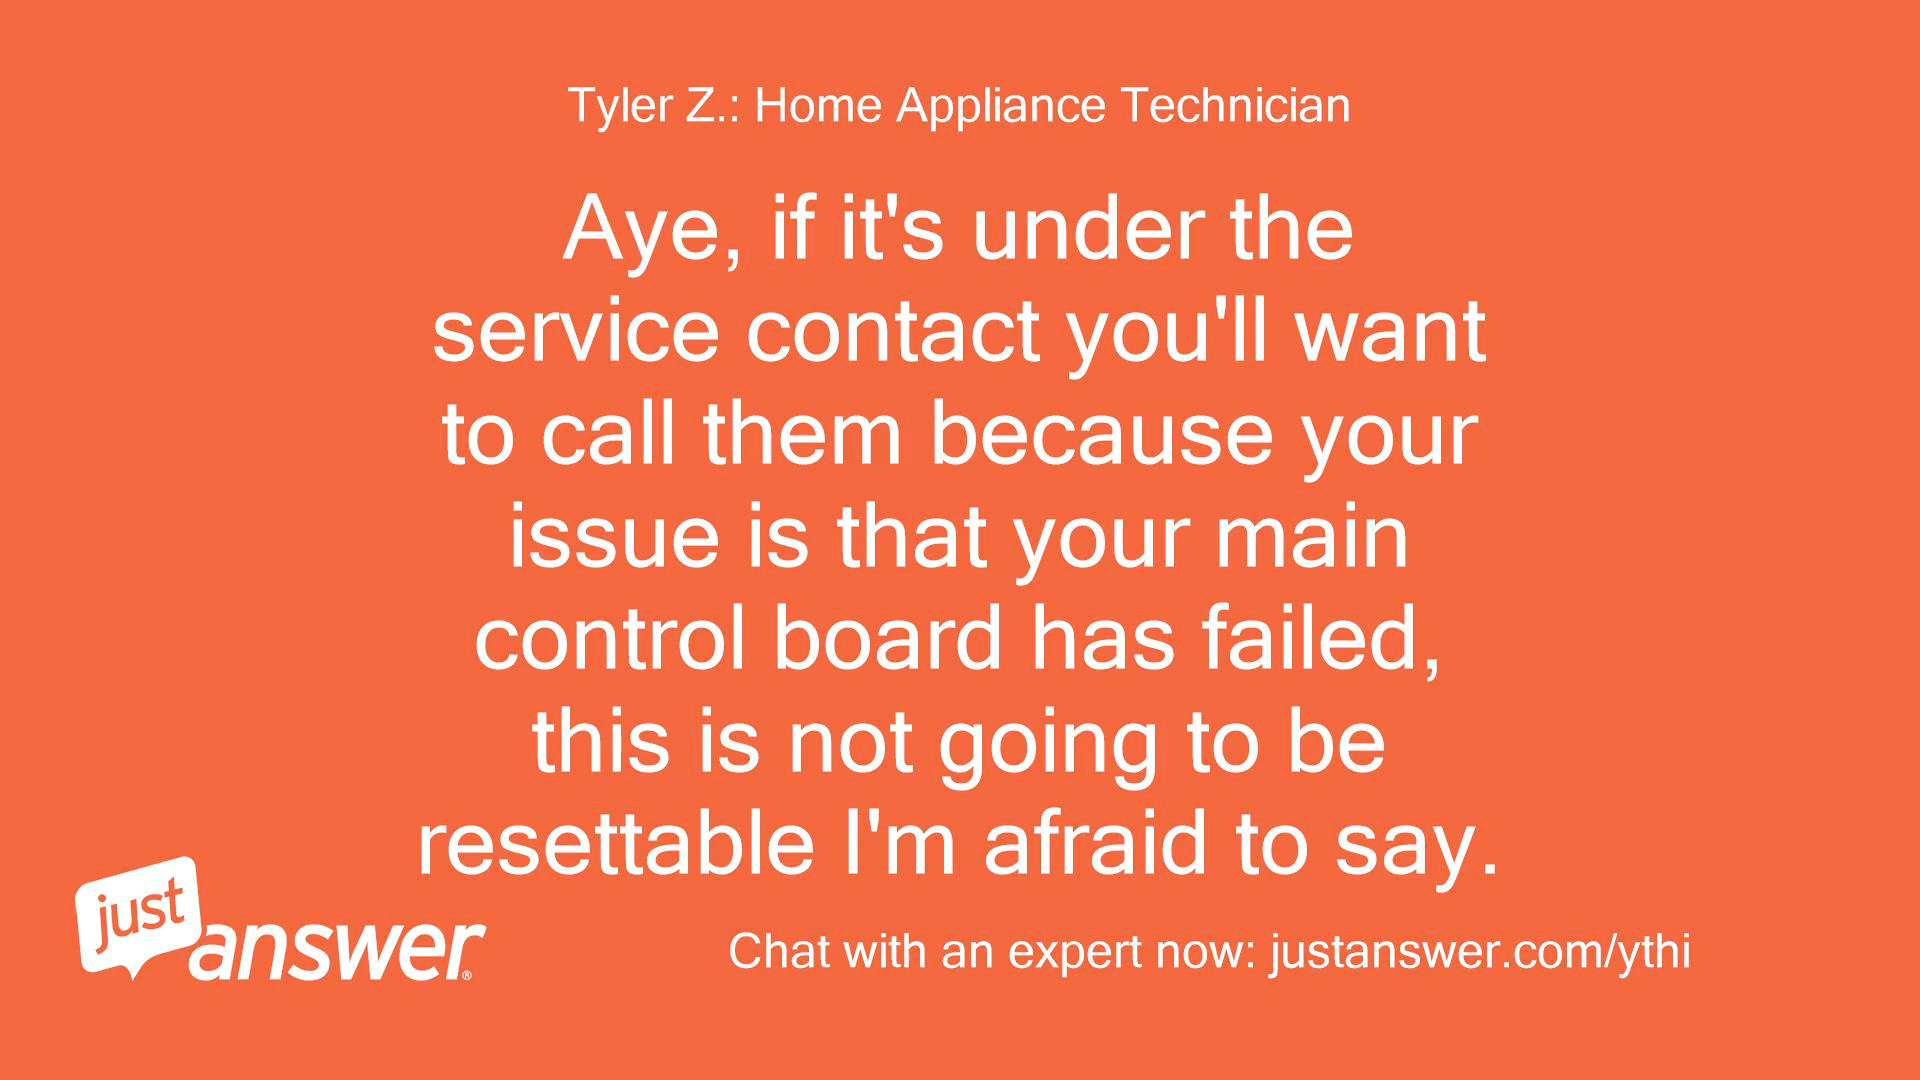 Tyler Z.: Home Appliance Technician
Aye, if it's under the
service contact you'll want
to call them because your
issue is that your main
control board has failed,
this is not going to be
resettable I'm afraid to say.
just
answer®
Chat with an expert now: justanswer.com/ythi